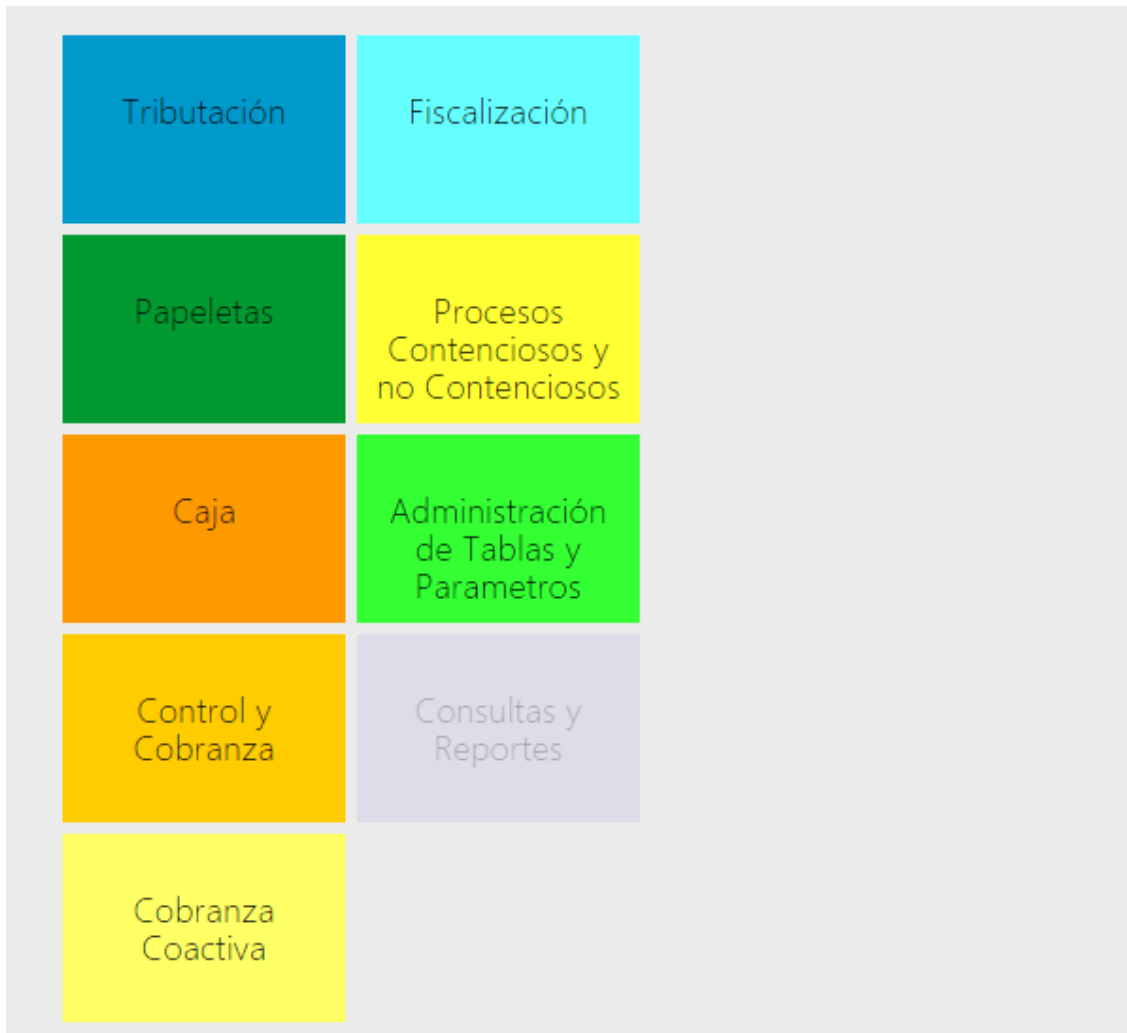 Tributación
Fiscalización
Papeletas
Procesos
Contenciosos y
no Contenciosos
Caja
Administración
de Tablas y
Parametros
Control y
Cobranza
Consultas y
Reportes
Cobranza
Coactiva